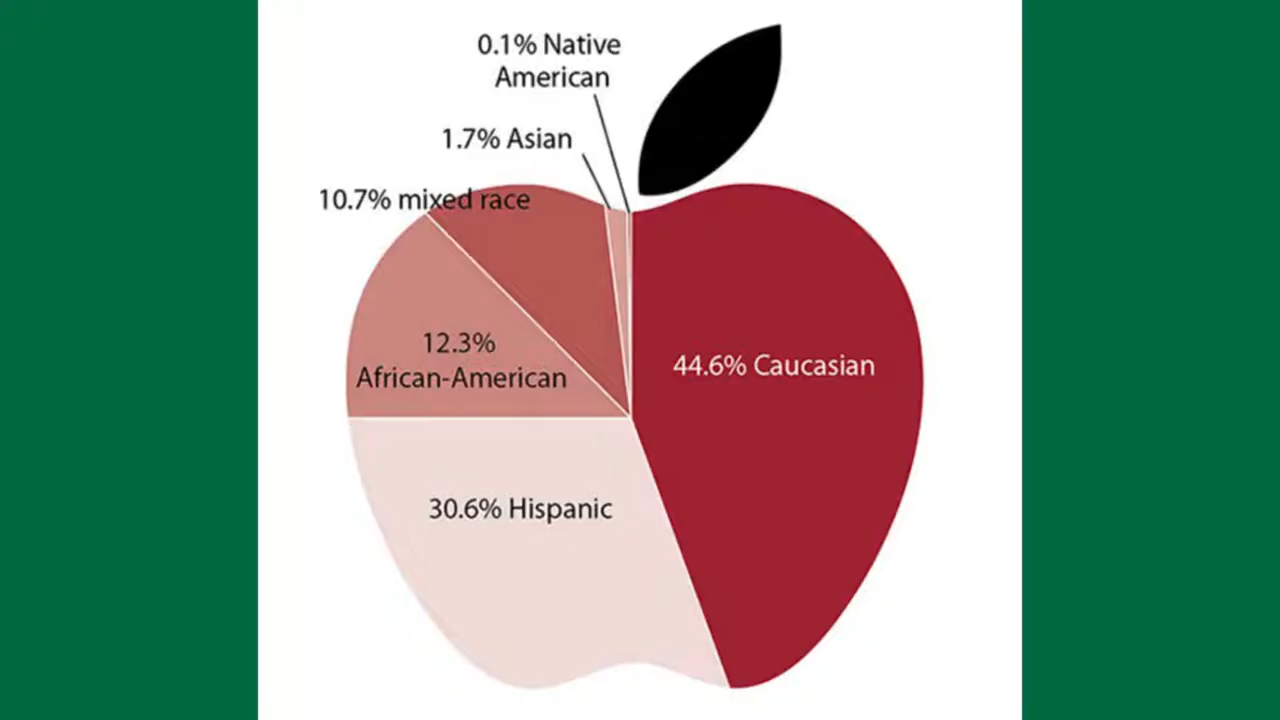 0.1% Native
American
1.7% Asian
10.7% mixed race
12.3%
African-American
44.6% Caucasian
30.6% Hispanic